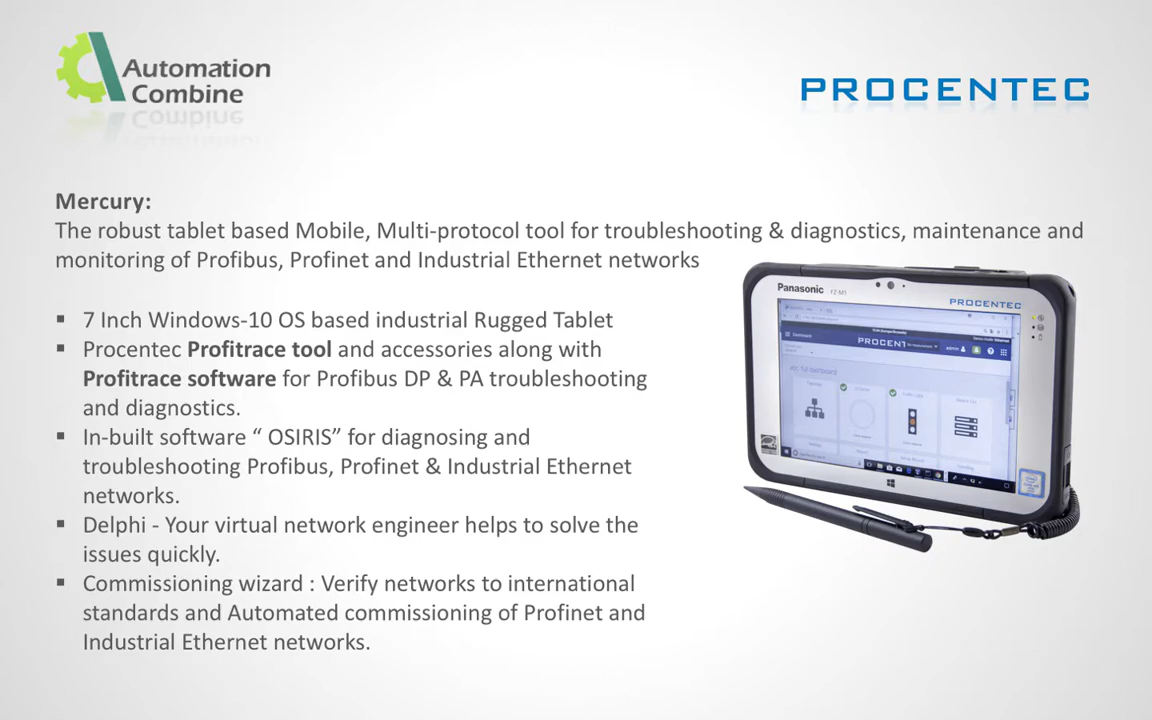 Automation
Combine
PROCENTEC
Mercury:
The robust tablet based Mobile, Multi-protocol tool for troubleshooting & diagnostics, maintenance and
monitoring of Profibus, Profinet and Industrial Ethernet networks
▪ 7 Inch Windows-10 OS based industrial Rugged Tablet
▪ Procentec Profitrace tool and accessories along with
Profitrace software for Profibus DP & PA troubleshooting
and diagnostics.
▪ In-built software “ OSIRIS” for diagnosing and
troubleshooting Profibus, Profinet & Industrial Ethernet
networks.
▪ Delphi - Your virtual network engineer helps to solve the
issues quickly.
▪ Commissioning wizard : Verify networks to international
standards and Automated commissioning of Profinet and
Industrial Ethernet networks.
Panasonic
PROCENTEC
PROCENT